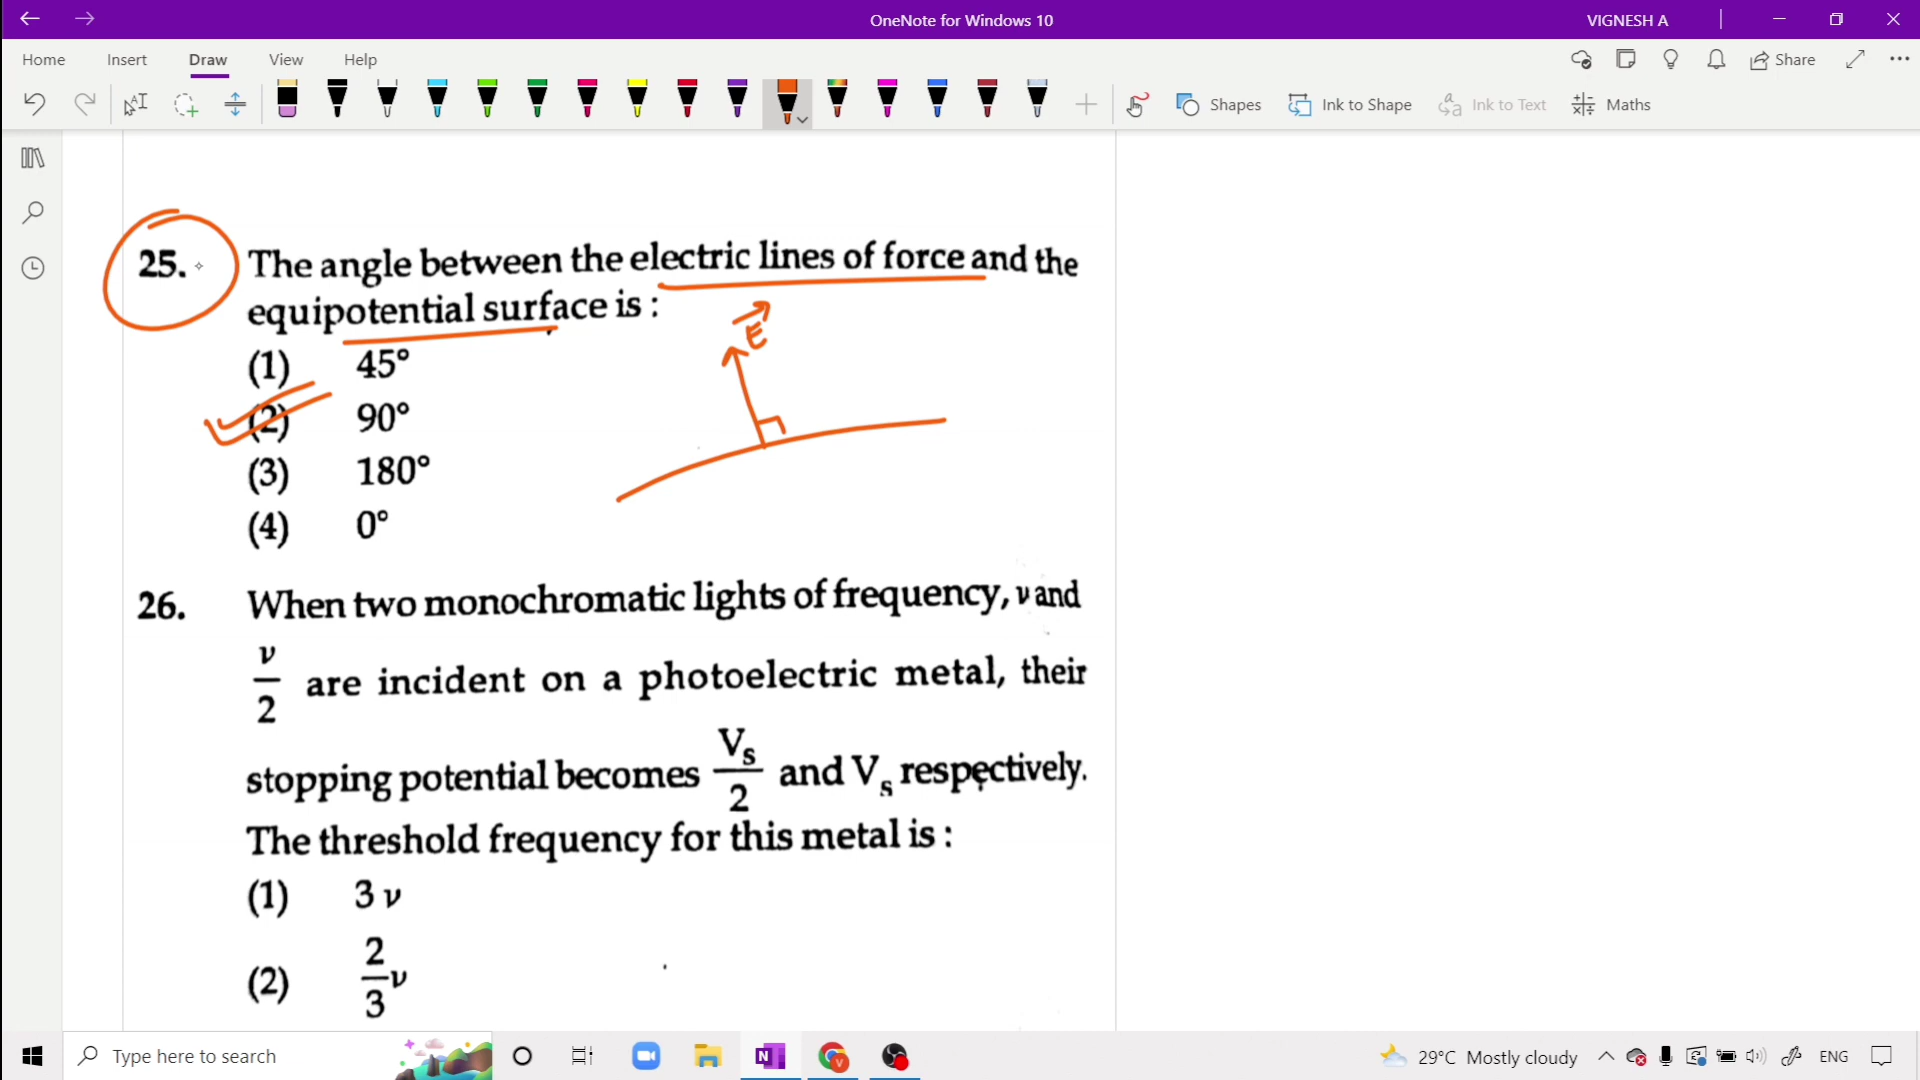 OneNote for Windows 10
VIGNESH A
Home Insert Draw View Help
Share
Shapes Ink to Shape Ink to Text Maths
25. The angle between the electric lines of force and the
equipotential surface is :
(1) 45°
(2) 90°
(3) 180°
(4) 0°
E
26. When two monochromatic lights of frequency, ν and
ν/2 are incident on a photoelectric metal, their
stopping potential becomes Vs/2 and Vs respectively.
The threshold frequency for this metal is :
(1) 3 ν
(2) 2/3 ν
Type here to search
29°C Mostly cloudy
ENG